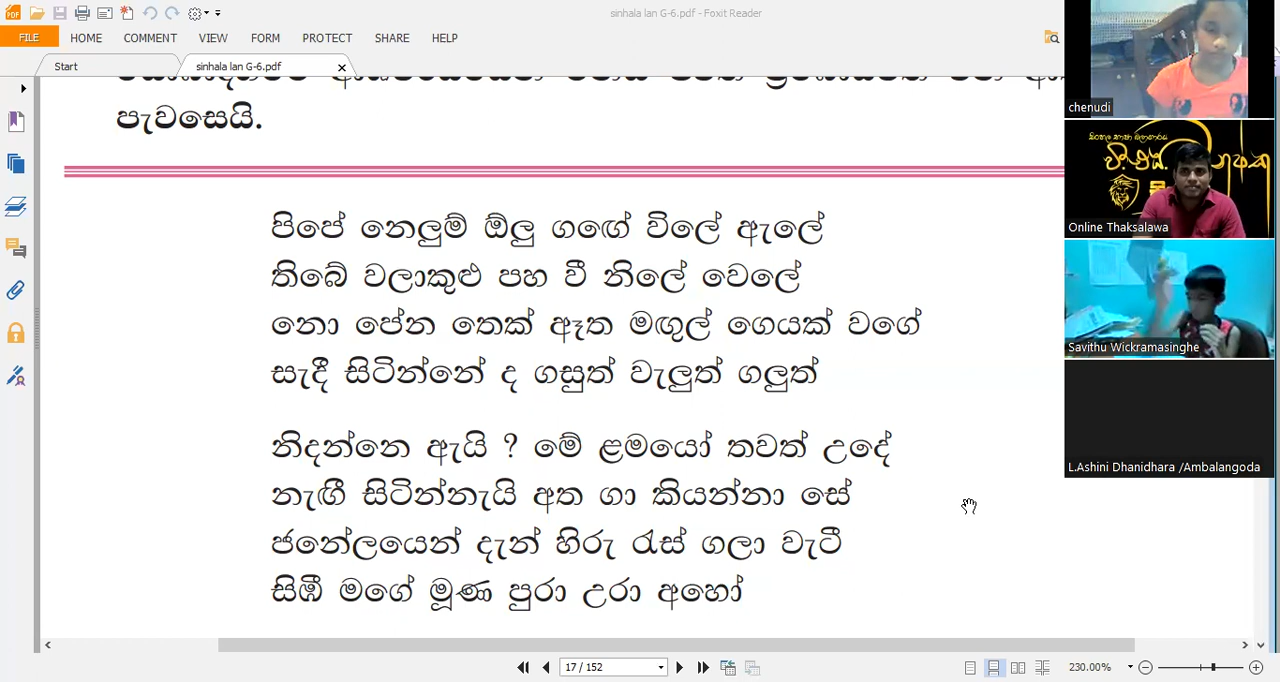 sinhala lan G-6.pdf - Foxit Reader
FILE HOME COMMENT VIEW FORM PROTECT SHARE HELP
Start sinhala lan G-6.pdf
පැවසෙයි.
පිපේ නෙලුම් ඕලු ගඟේ විලේ ඇලේ
තිබේ වලාකුළු පහ වී නිලේ වෙලේ
නො පේන තෙක් ඈත මඟුල් ගෙයක් වගේ
සැදී සිටින්නේ ද ගසුත් වැලුත් ගලුත්
නිදන්නෙ ඇයි ? මේ ළමයෝ තවත් උදේ
නැඟී සිටින්නැයි අත ගා කියන්නා සේ
ජනේලයෙන් දැන් හිරු රැස් ගලා වැටී
සිඹී මගේ මූණ පුරා උරා අහෝ
17 / 152
230.00%
chenudi
Online Thaksalawa
Savithu Wickramasinghe
L.Ashini Dhanidhara /Ambalangoda